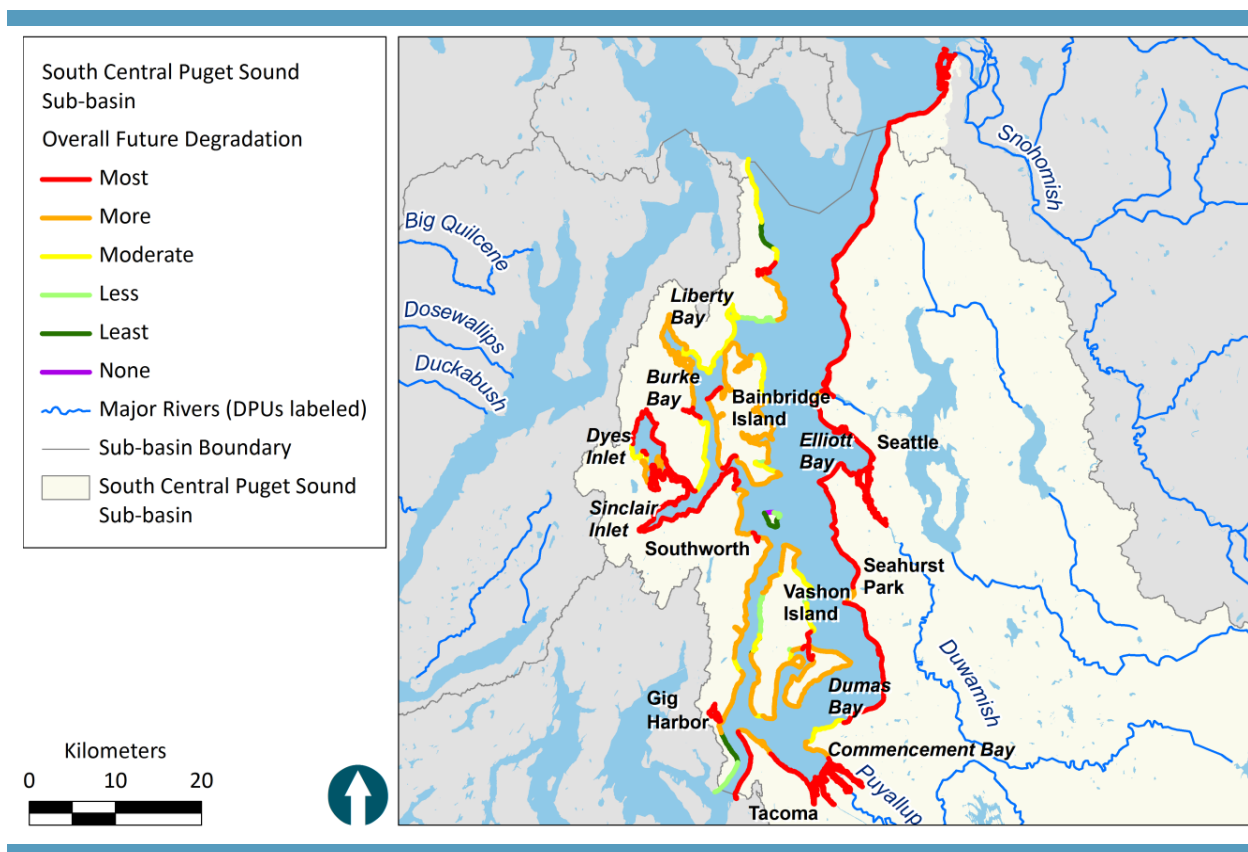 South Central Puget Sound
Sub-basin
Overall Future Degradation
Most
More
Moderate
Less
Least
None
Major Rivers (DPUs labeled)
Sub-basin Boundary
South Central Puget Sound
Sub-basin
Kilometers
0 10 20
Snohomish
Big Quilcene
Dosewallips
Duckabush
Liberty
Bay
Burke
Bay
Bainbridge
Island
Dyes
Inlet
Elliott
Bay
Seattle
Sinclair
Inlet
Southworth
Seahurst
Park
Vashon
Island
Duwamish
Dumas
Bay
Gig
Harbor
Commencement Bay
Puyallup
Tacoma